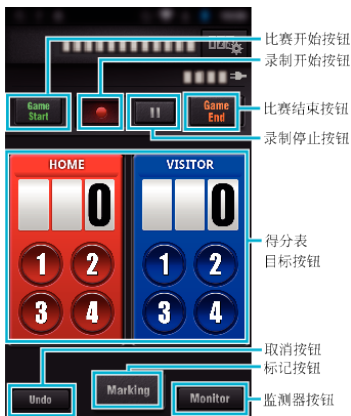 比赛开始按钮
录制开始按钮
Game
Start
Game
End
比赛结束按钮
录制停止按钮
HOME
VISITOR
0
0
1
2
1
2
得分表
目标按钮
3
4
3
4
取消按钮
标记按钮
Undo
Marking
Monitor
监测器按钮